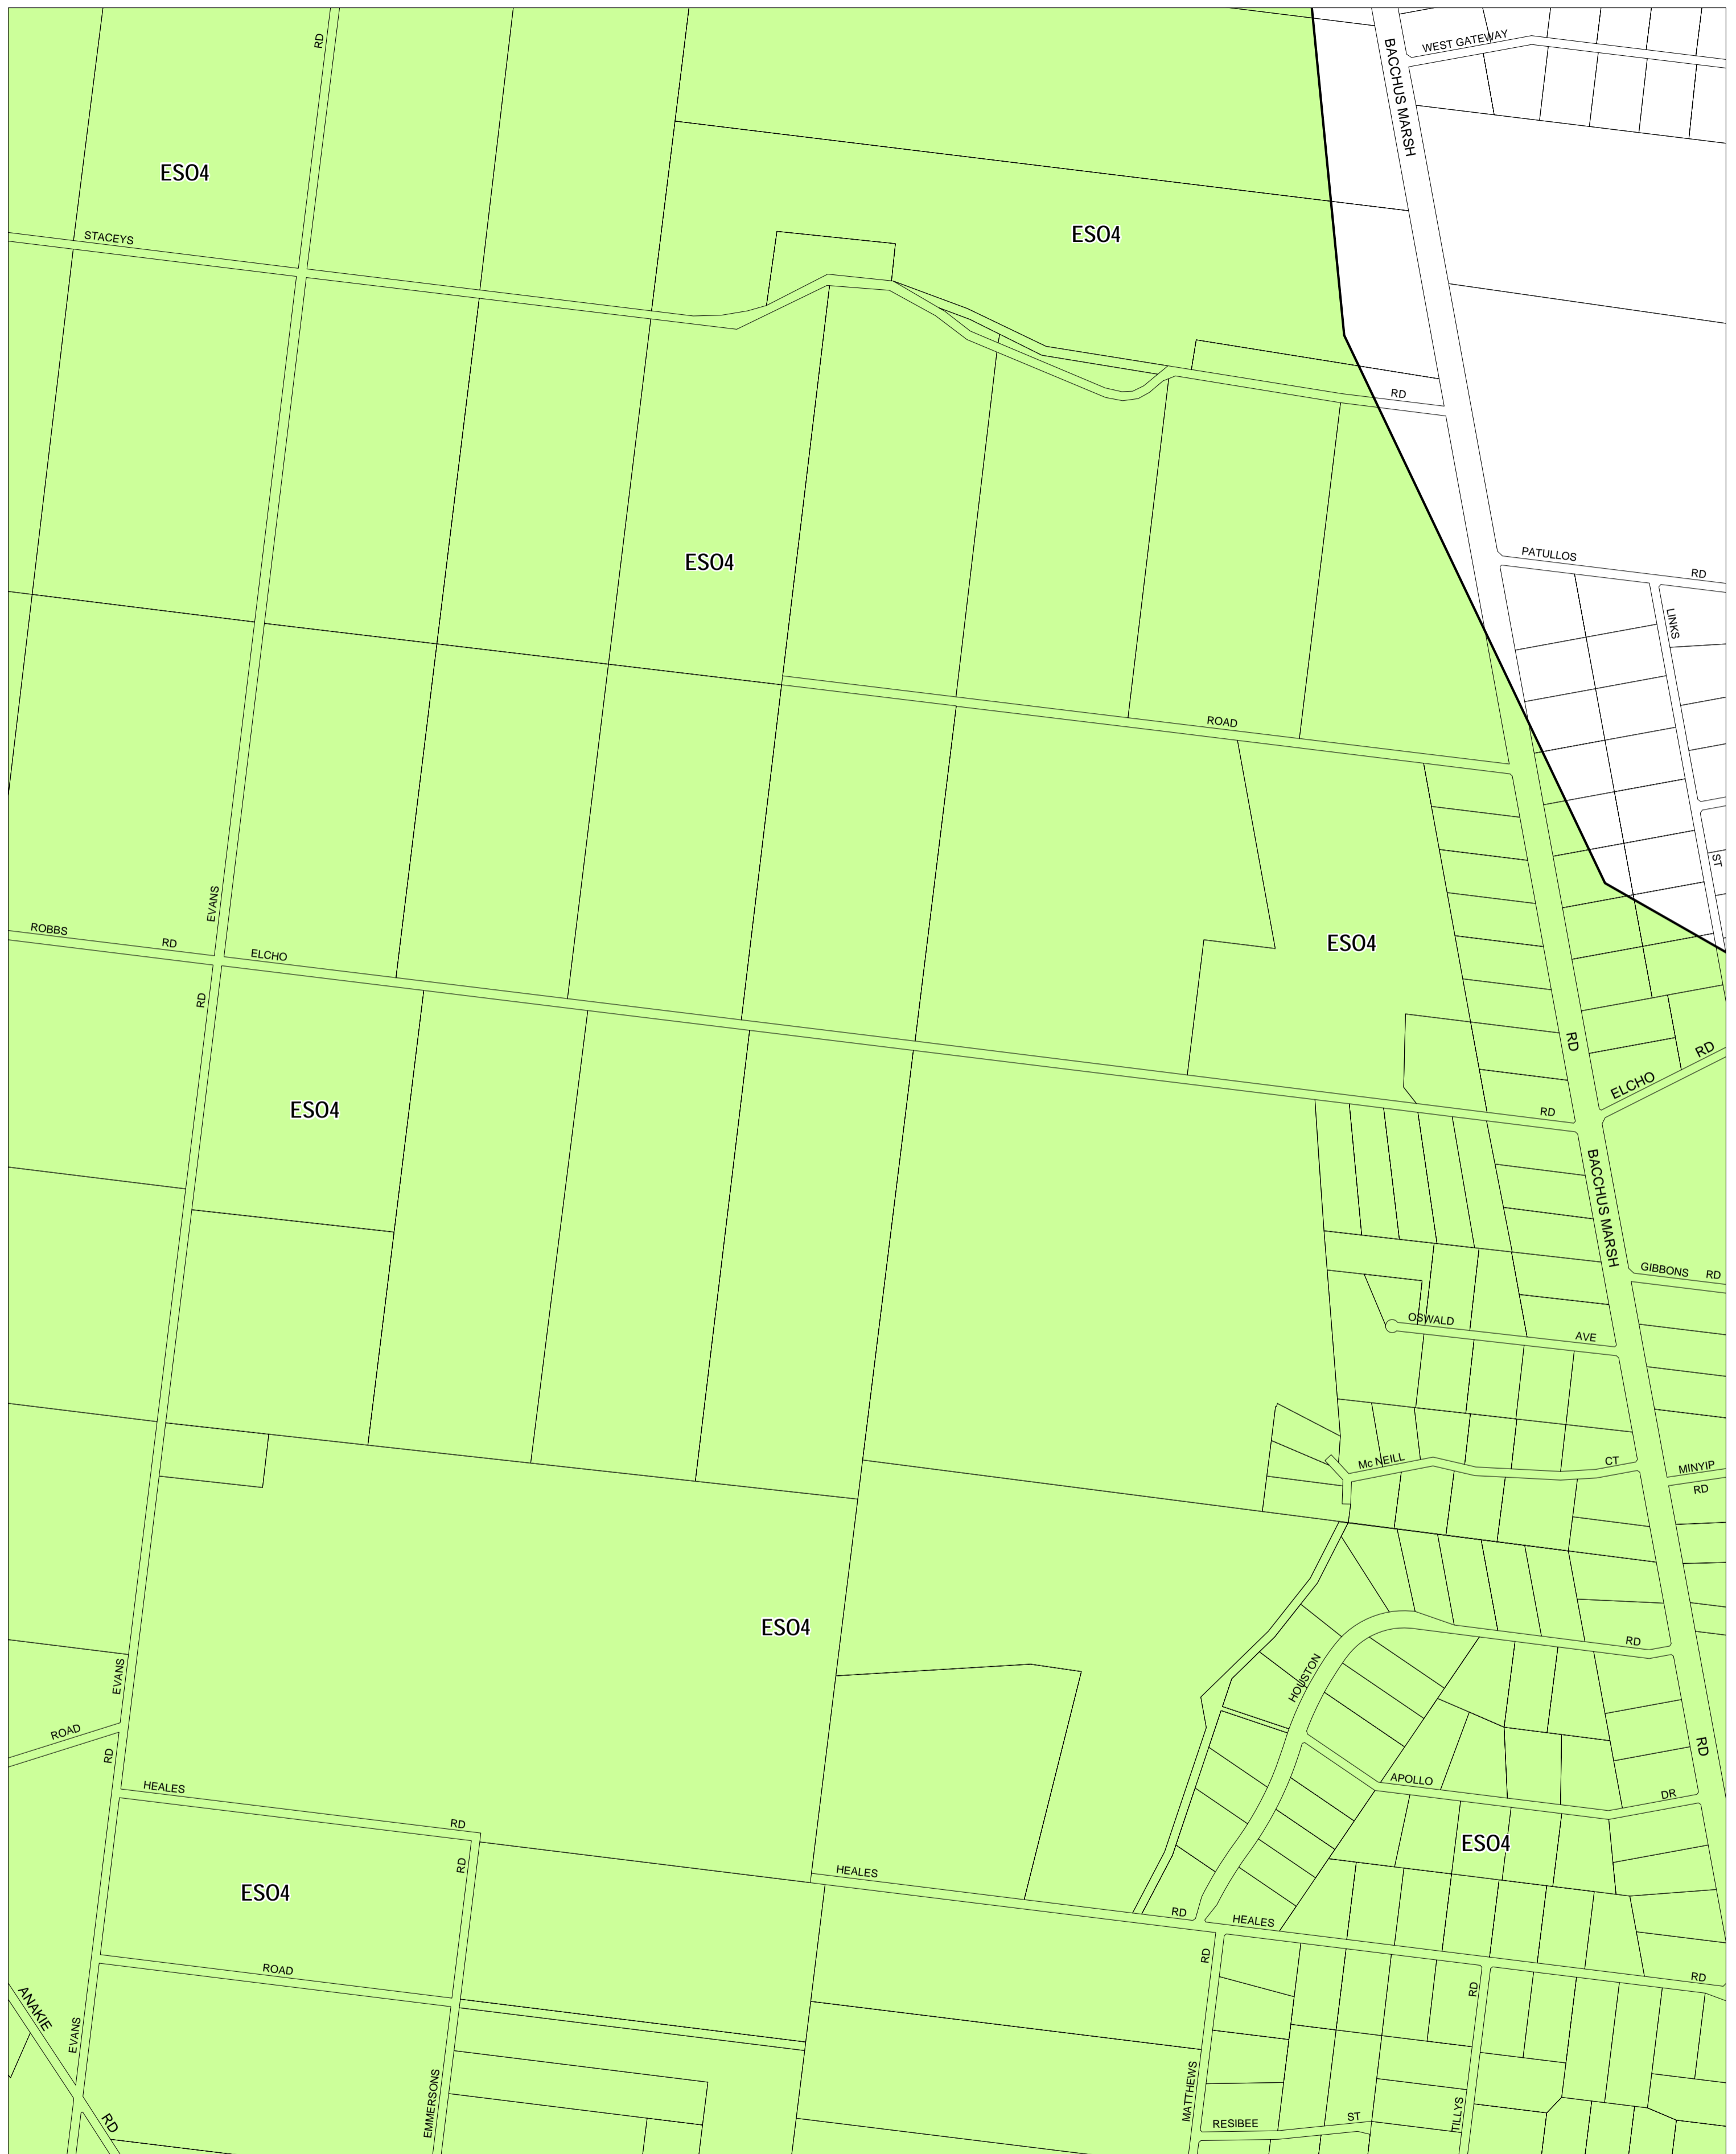 RD
BACCHUS MARSH
WEST GATEWAY
ESO4
STACEYS
ESO4
RD
ESO4
PATULLOS
RD
LINKS
ROAD
ST
EVANS
ROBBS
RD
ELCHO
ESO4
RD
RD
ELCHO
RD
ESO4
RD
BACCHUS MARSH
GIBBONS
RD
OSWALD
AVE
Mc NEILL
CT
MINYIP
RD
ESO4
RD
HOUSTON
EVANS
ROAD
RD
RD
HEALES
RD
APOLLO
DR
ESO4
RD
HEALES
ESO4
RD
HEALES
RD
RD
ROAD
RD
RD
ANAKIE
EVANS
EMMERSONS
MATTHEWS
RD
RESIBEE
ST
TILLYS